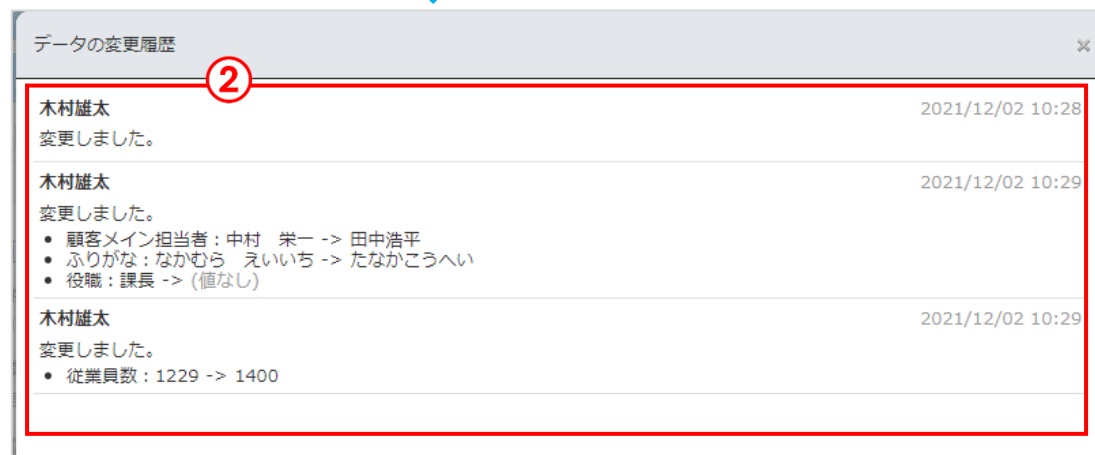 データの変更履歴
②
木村雄太 2021/12/02 10:28
変更しました。
木村雄太 2021/12/02 10:29
変更しました。
• 顧客メイン担当者：中村　栄一 -> 田中浩平
• ふりがな：なかむら　えいいち -> たなかこうへい
• 役職：課長 -> (値なし)
木村雄太 2021/12/02 10:29
変更しました。
• 従業員数：1229 -> 1400